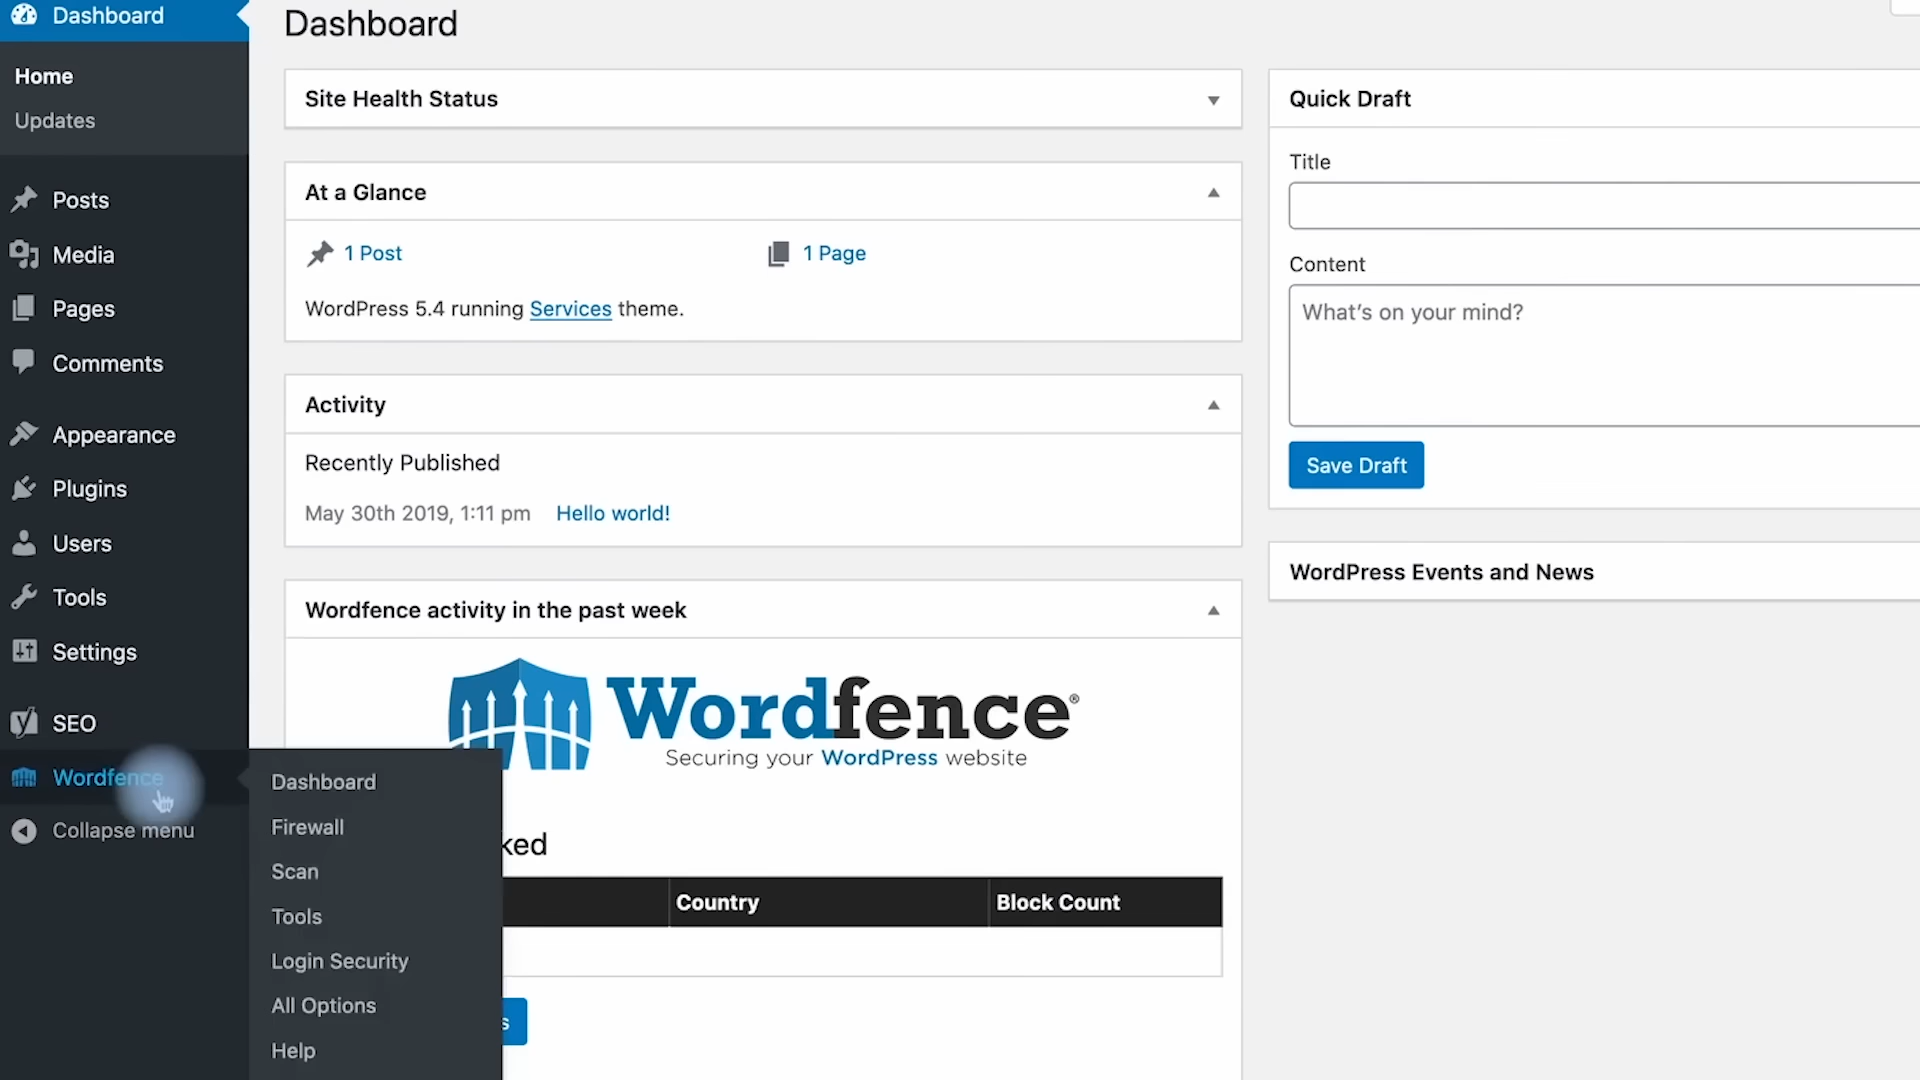 Dashboard
Home
Updates
Posts
Media
Pages
Comments
Appearance
Plugins
Users
Tools
Settings
SEO
Wordfence
Collapse menu
Dashboard
Firewall
Scan
Tools
Login Security
All Options
Help
Dashboard
Site Health Status
At a Glance
1 Post
1 Page
WordPress 5.4 running Services theme.
Activity
Recently Published
May 30th 2019, 1:11 pm Hello world!
Wordfence activity in the past week
Wordfence®
Securing your WordPress website
ked
Country
Block Count
s
Quick Draft
Title
Content
What's on your mind?
Save Draft
WordPress Events and News